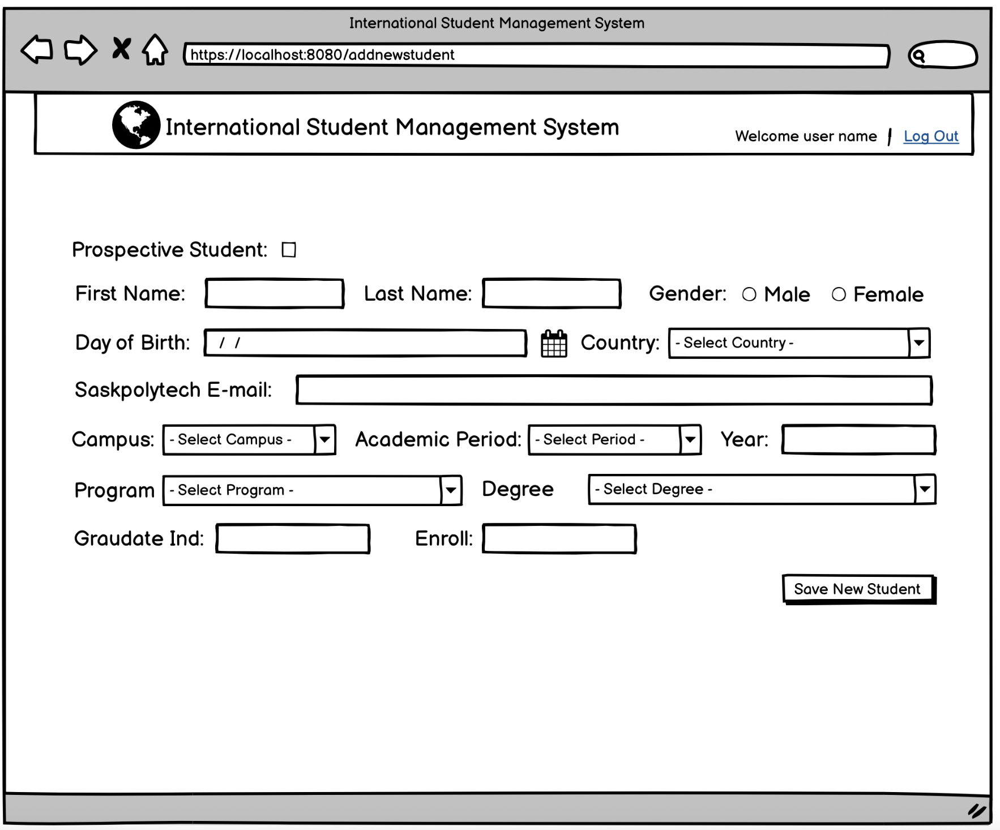 International Student Management System
https://localhost:8080/addnewstudent
International Student Management System
Welcome user name | Log Out
Prospective Student:
First Name: Last Name: Gender: Male Female
Day of Birth: / / Country: - Select Country -
Saskpolytech E-mail:
Campus: - Select Campus - Academic Period: - Select Period - Year:
Program - Select Program - Degree - Select Degree -
Graudate Ind: Enroll:
Save New Student